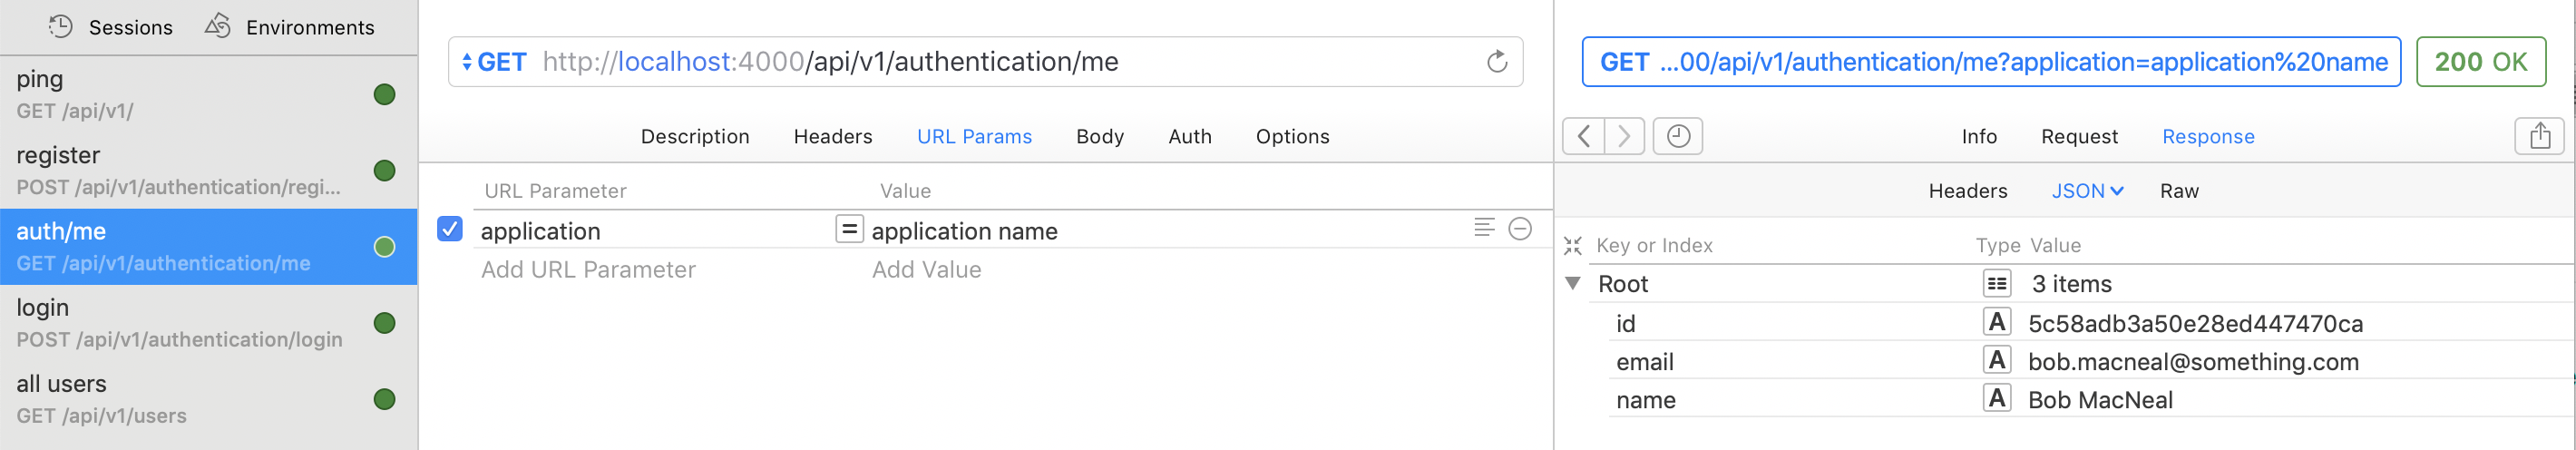 Sessions Environments
ping
GET /api/v1/
register
POST /api/v1/authentication/regi...
auth/me
GET /api/v1/authentication/me
login
POST /api/v1/authentication/login
all users
GET /api/v1/users
GET http://localhost:4000/api/v1/authentication/me
Description Headers URL Params Body Auth Options
URL Parameter Value
application = application name
Add URL Parameter Add Value
GET ...00/api/v1/authentication/me?application=application%20name 200 OK
Info Request Response
Headers JSON Raw
Key or Index Type Value
Root 3 items
id A 5c58adb3a50e28ed447470ca
email A bob.macneal@something.com
name A Bob MacNeal